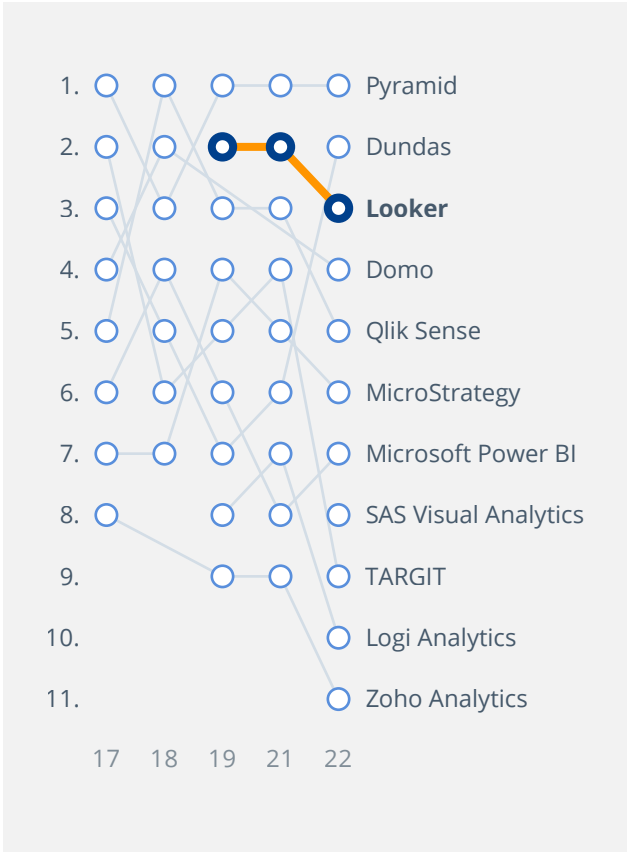 1. Pyramid
2. Dundas
3. Looker
4. Domo
5. Qlik Sense
6. MicroStrategy
7. Microsoft Power BI
8. SAS Visual Analytics
9. TARGIT
10. Logi Analytics
11. Zoho Analytics
17 18 19 21 22